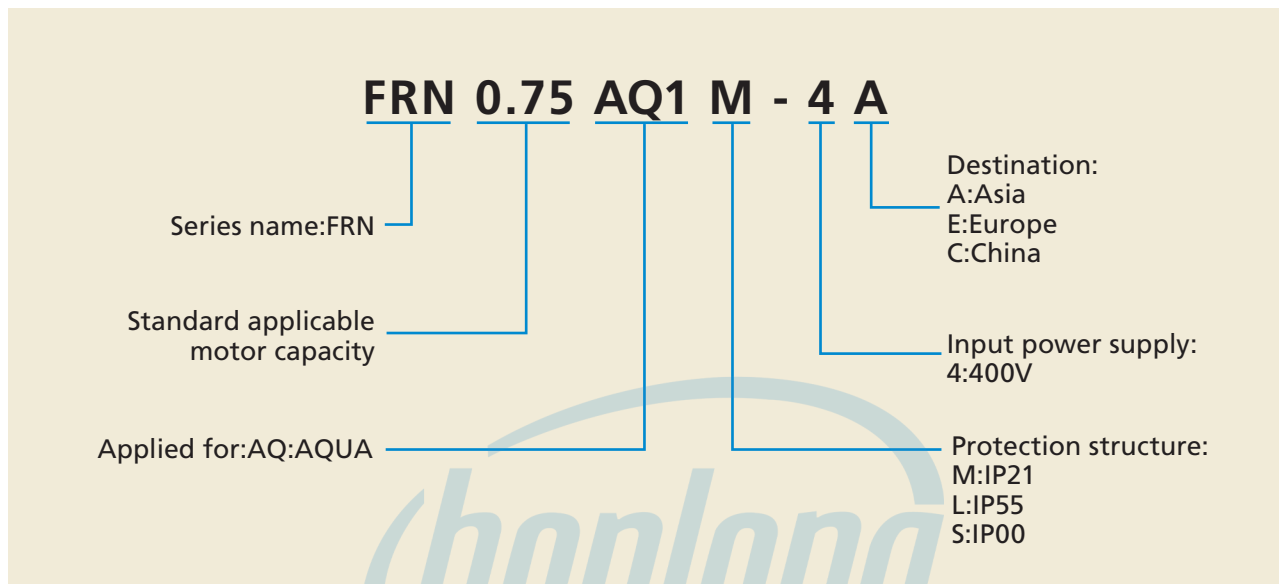 FRN 0.75 AQ1 M - 4 A
Series name:FRN
Standard applicable
motor capacity
Applied for:AQ:AQUA
Destination:
A:Asia
E:Europe
C:China
Input power supply:
4:400V
Protection structure:
M:IP21
L:IP55
S:IP00